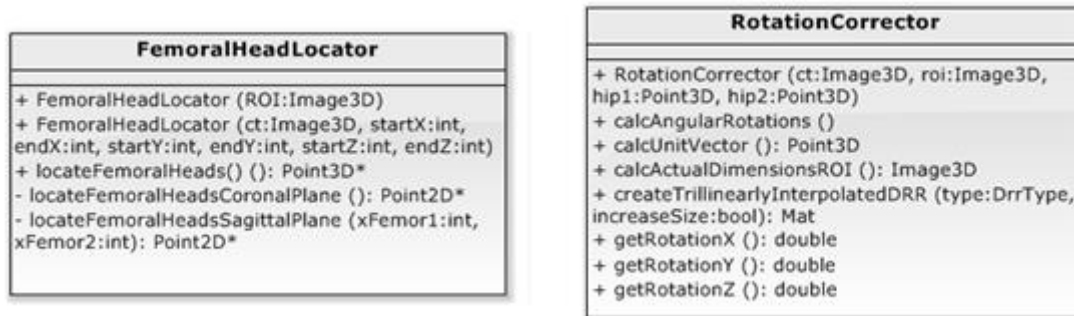 FemoralHeadLocator
+ FemoralHeadLocator (ROI:Image3D)
+ FemoralHeadLocator (ct:Image3D, startX:int,
endX:int, startY:int, endY:int, startZ:int, endZ:int)
+ locateFemoralHeads() (): Point3D*
- locateFemoralHeadsCoronalPlane (): Point2D*
- locateFemoralHeadsSagittalPlane (xFemor1:int,
xFemor2:int): Point2D*
RotationCorrector
+ RotationCorrector (ct:Image3D, roi:Image3D,
hip1:Point3D, hip2:Point3D)
+ calcAngularRotations ()
+ calcUnitVector (): Point3D
+ calcActualDimensionsROI (): Image3D
+ createTrillinearlyInterpolatedDRR (type:DrrType,
increaseSize:bool): Mat
+ getRotationX (): double
+ getRotationY (): double
+ getRotationZ (): double